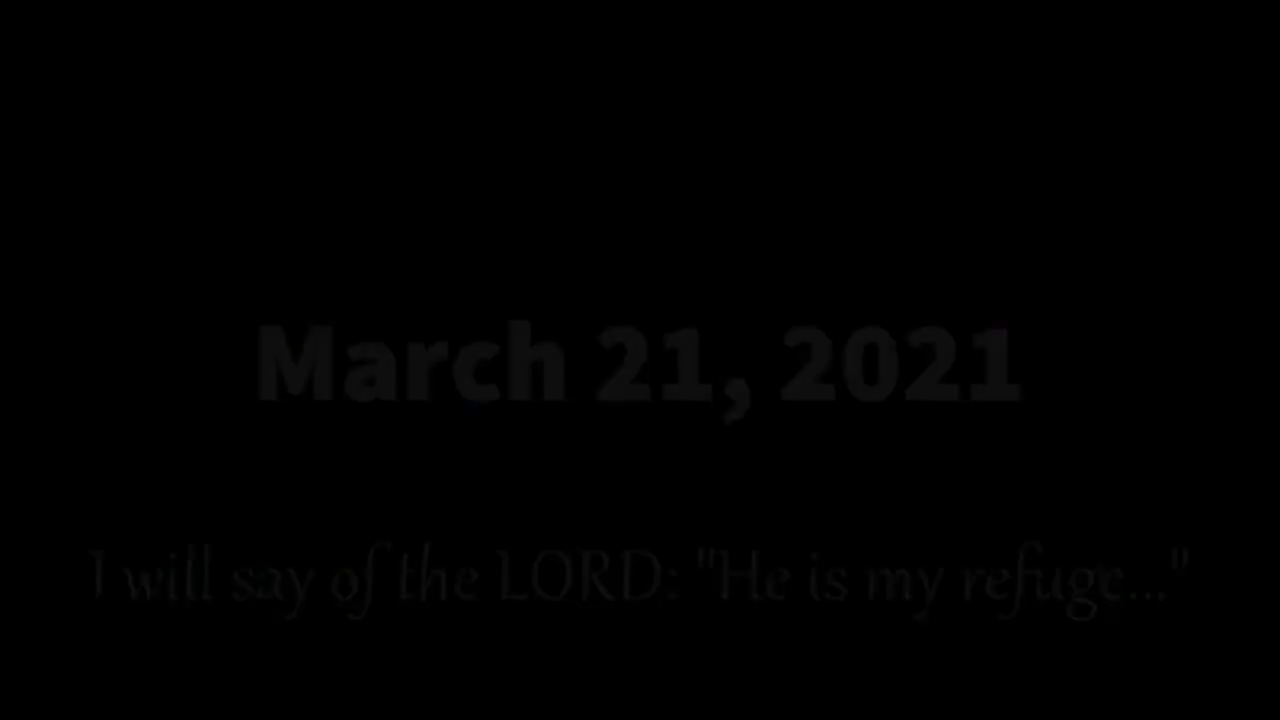 March 21, 2021
I will say of the LORD: "He is my refuge..."